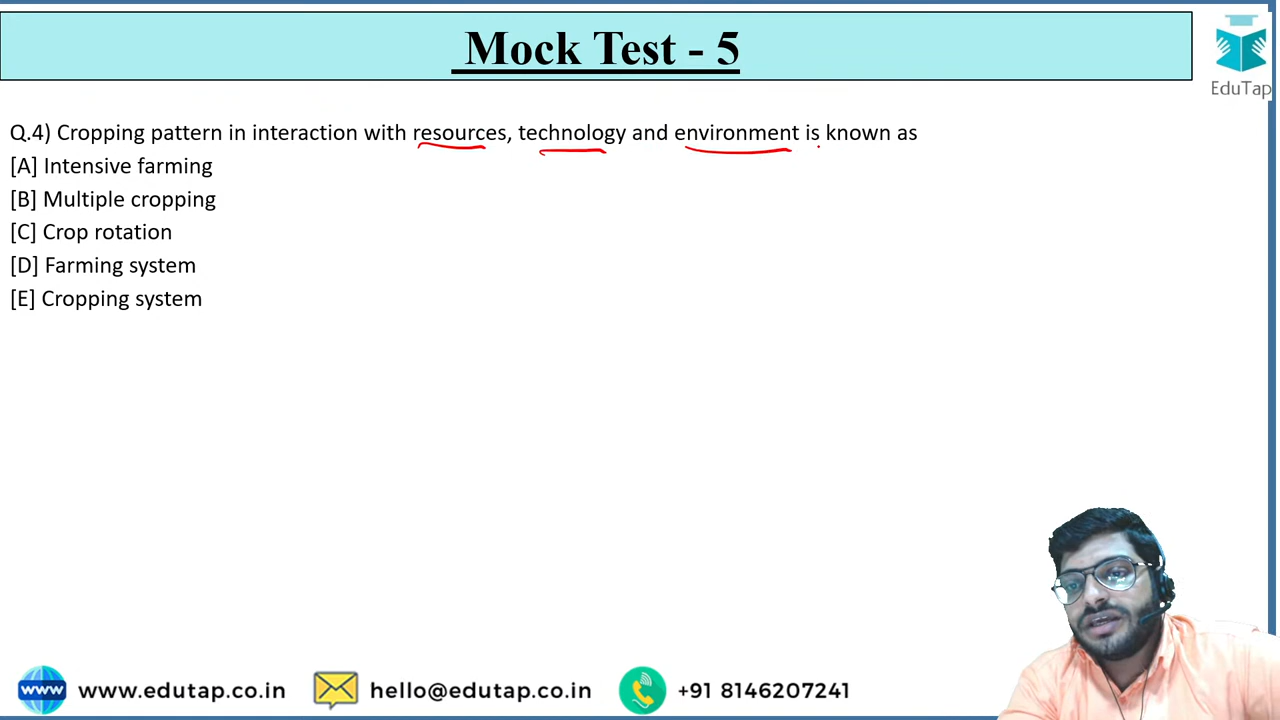 Mock Test - 5
EduTap
Q.4) Cropping pattern in interaction with resources, technology and environment is known as
[A] Intensive farming
[B] Multiple cropping
[C] Crop rotation
[D] Farming system
[E] Cropping system
www www.edutap.co.in hello@edutap.co.in +91 8146207241